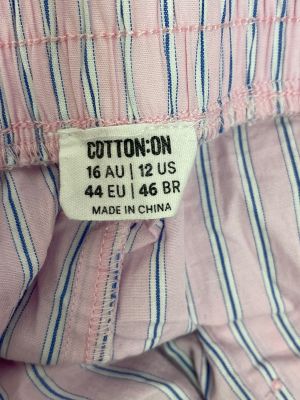 COTTON:ON
16 AU | 12 US
44 EU | 46 BR
MADE IN CHINA